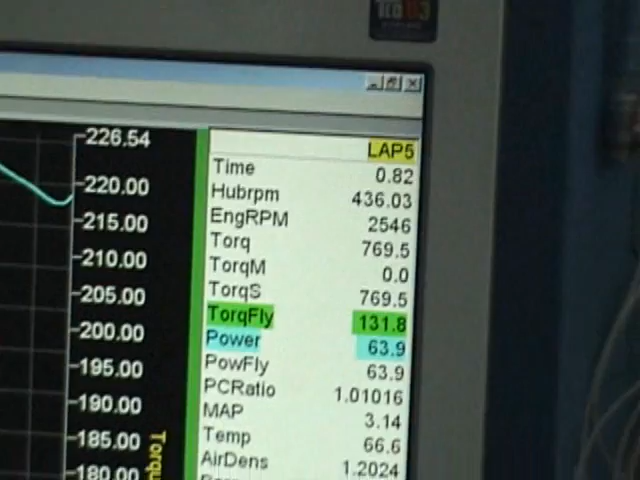 226.54
220.00
215.00
210.00
205.00
200.00
195.00
190.00
185.00
180.00
LAP5
Time 0.82
Hubrpm 436.03
EngRPM 2546
Torq 769.5
TorqM 0.0
TorqS 769.5
TorqFly 131.8
Power 63.9
PowFly 63.9
PCRatio 1.01016
MAP 3.14
Temp 66.6
AirDens 1.2024